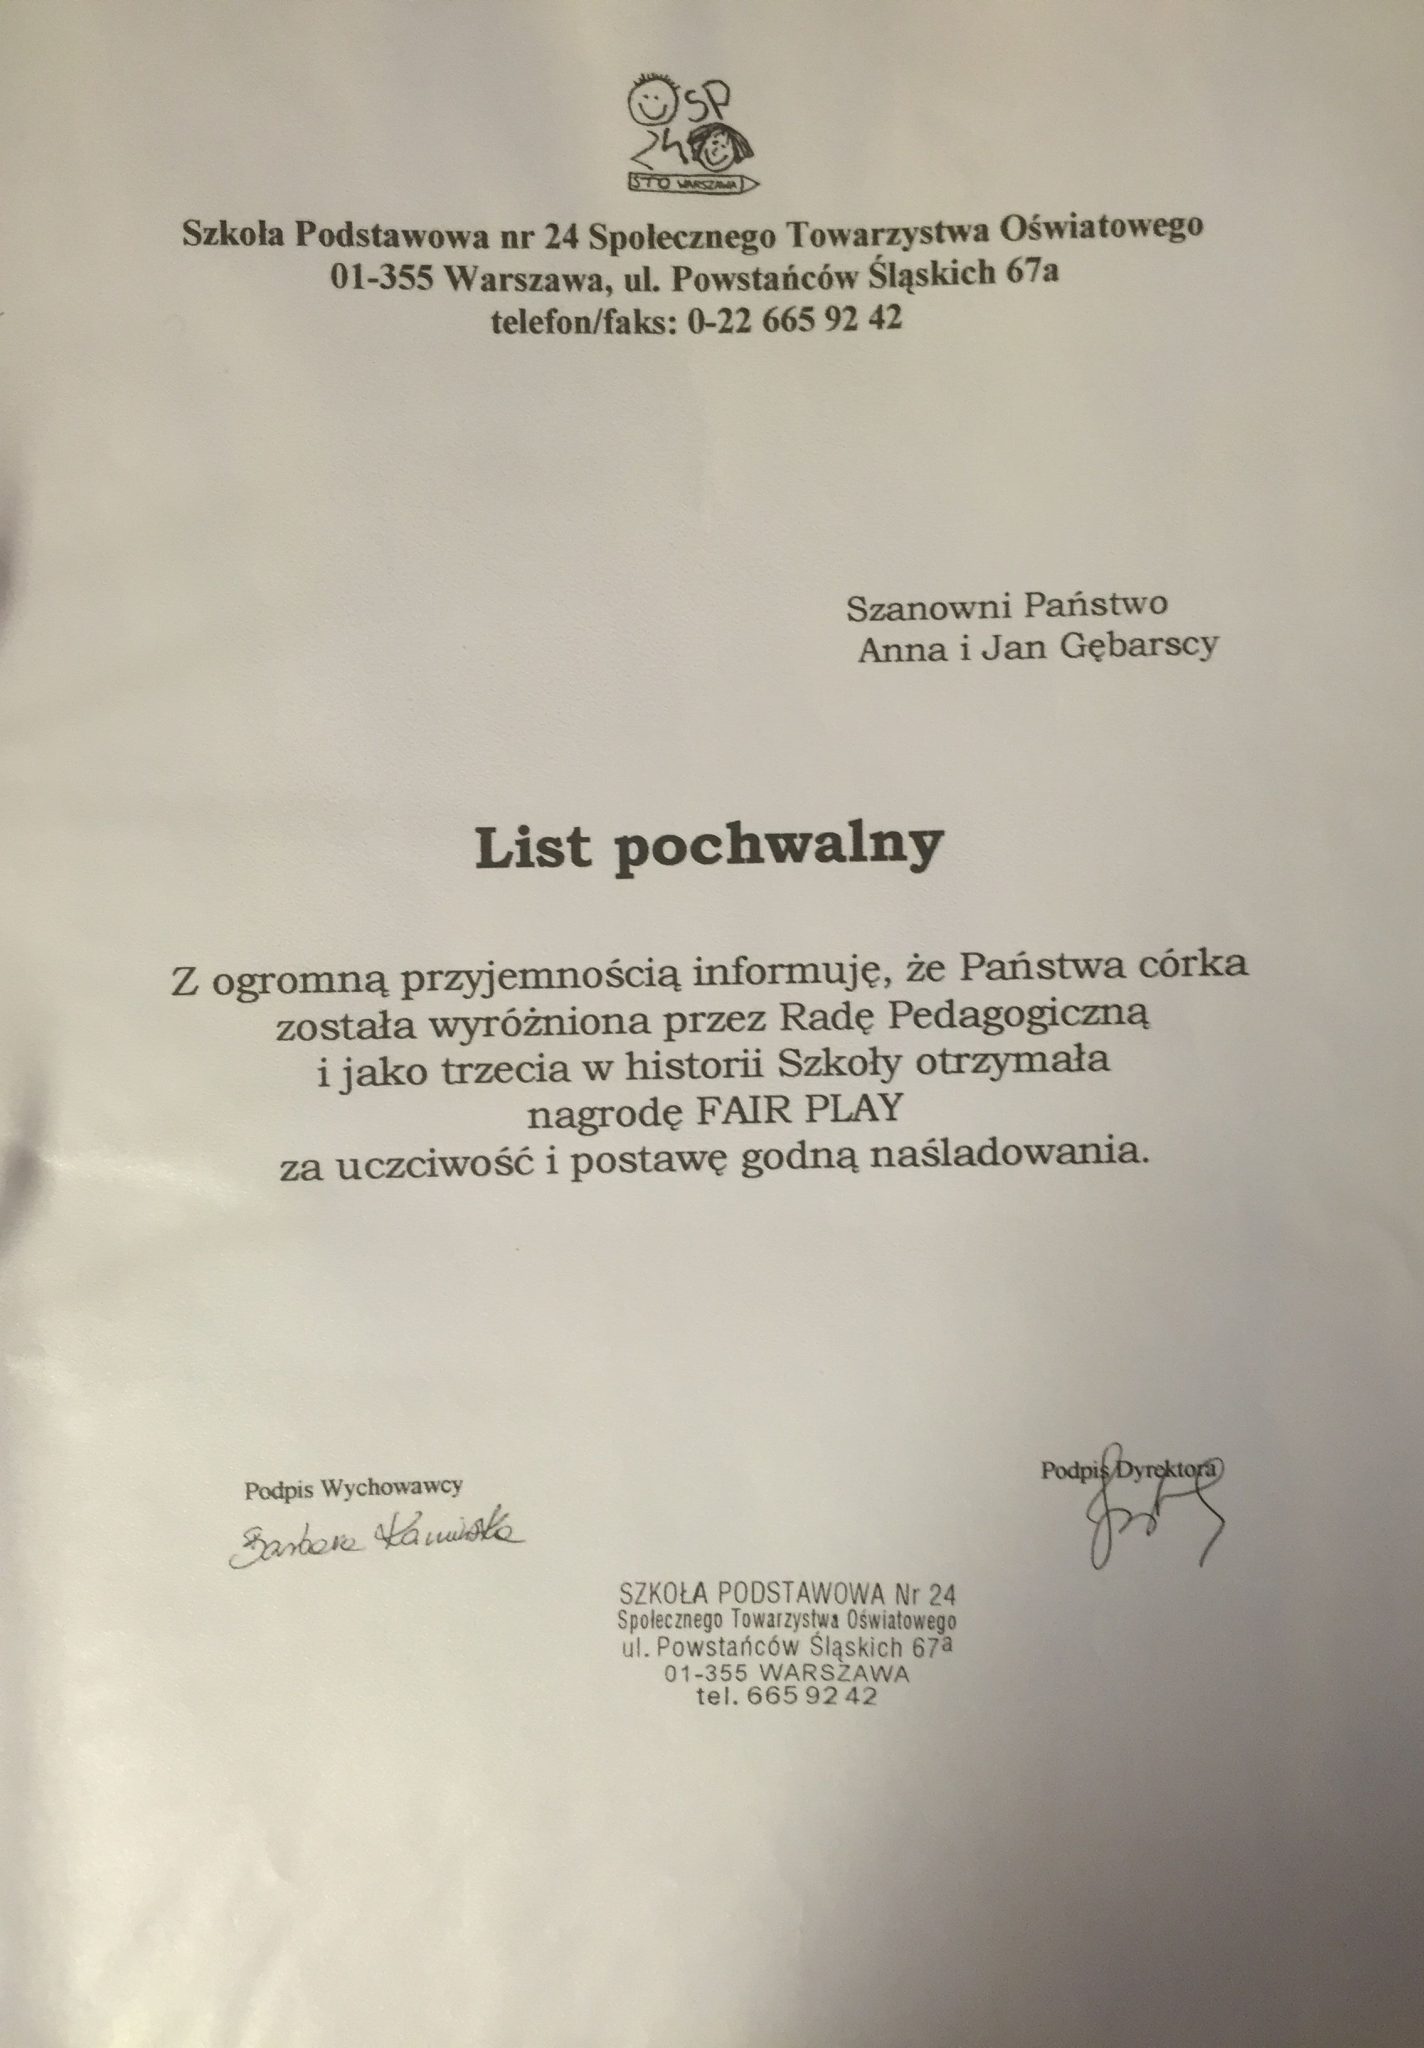 SP
24
STO WARSZAWA
Szkoła Podstawowa nr 24 Społecznego Towarzystwa Oświatowego
01-355 Warszawa, ul. Powstańców Śląskich 67a
telefon/faks: 0-22 665 92 42
Szanowni Państwo
Anna i Jan Gębarscy
List pochwalny
Z ogromną przyjemnością informuję, że Państwa córka
została wyróżniona przez Radę Pedagogiczną
i jako trzecia w historii Szkoły otrzymała
nagrodę FAIR PLAY
za uczciwość i postawę godną naśladowania.
Podpis Wychowawcy
Barbara Kamińska
Podpis Dyrektora
SZKOŁA PODSTAWOWA Nr 24
Społecznego Towarzystwa Oświatowego
ul. Powstańców Śląskich 67a
01-355 WARSZAWA
tel. 665 92 42